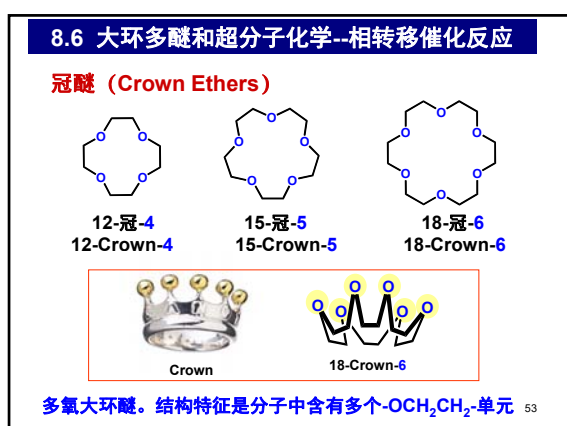 8.6 大环多醚和超分子化学--相转移催化反应
冠醚（Crown Ethers）
O O O O
O O O O O
O O O O O O
12-冠-4 15-冠-5 18-冠-6
12-Crown-4 15-Crown-5 18-Crown-6
O O O O O O
Crown 18-Crown-6
多氧大环醚。结构特征是分子中含有多个-OCH₂CH₂-单元 53